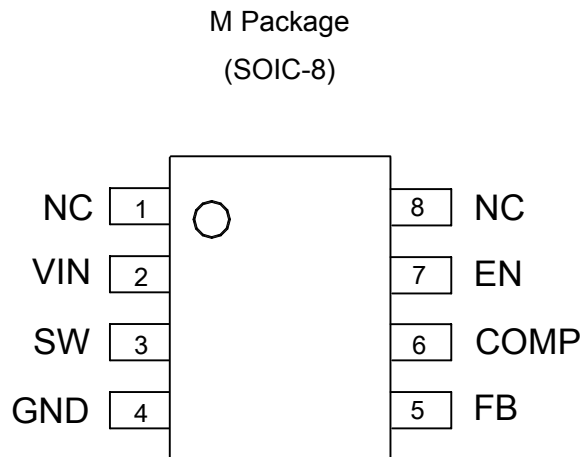 M Package
(SOIC-8)
NC 1 8 NC
VIN 2 7 EN
SW 3 6 COMP
GND 4 5 FB